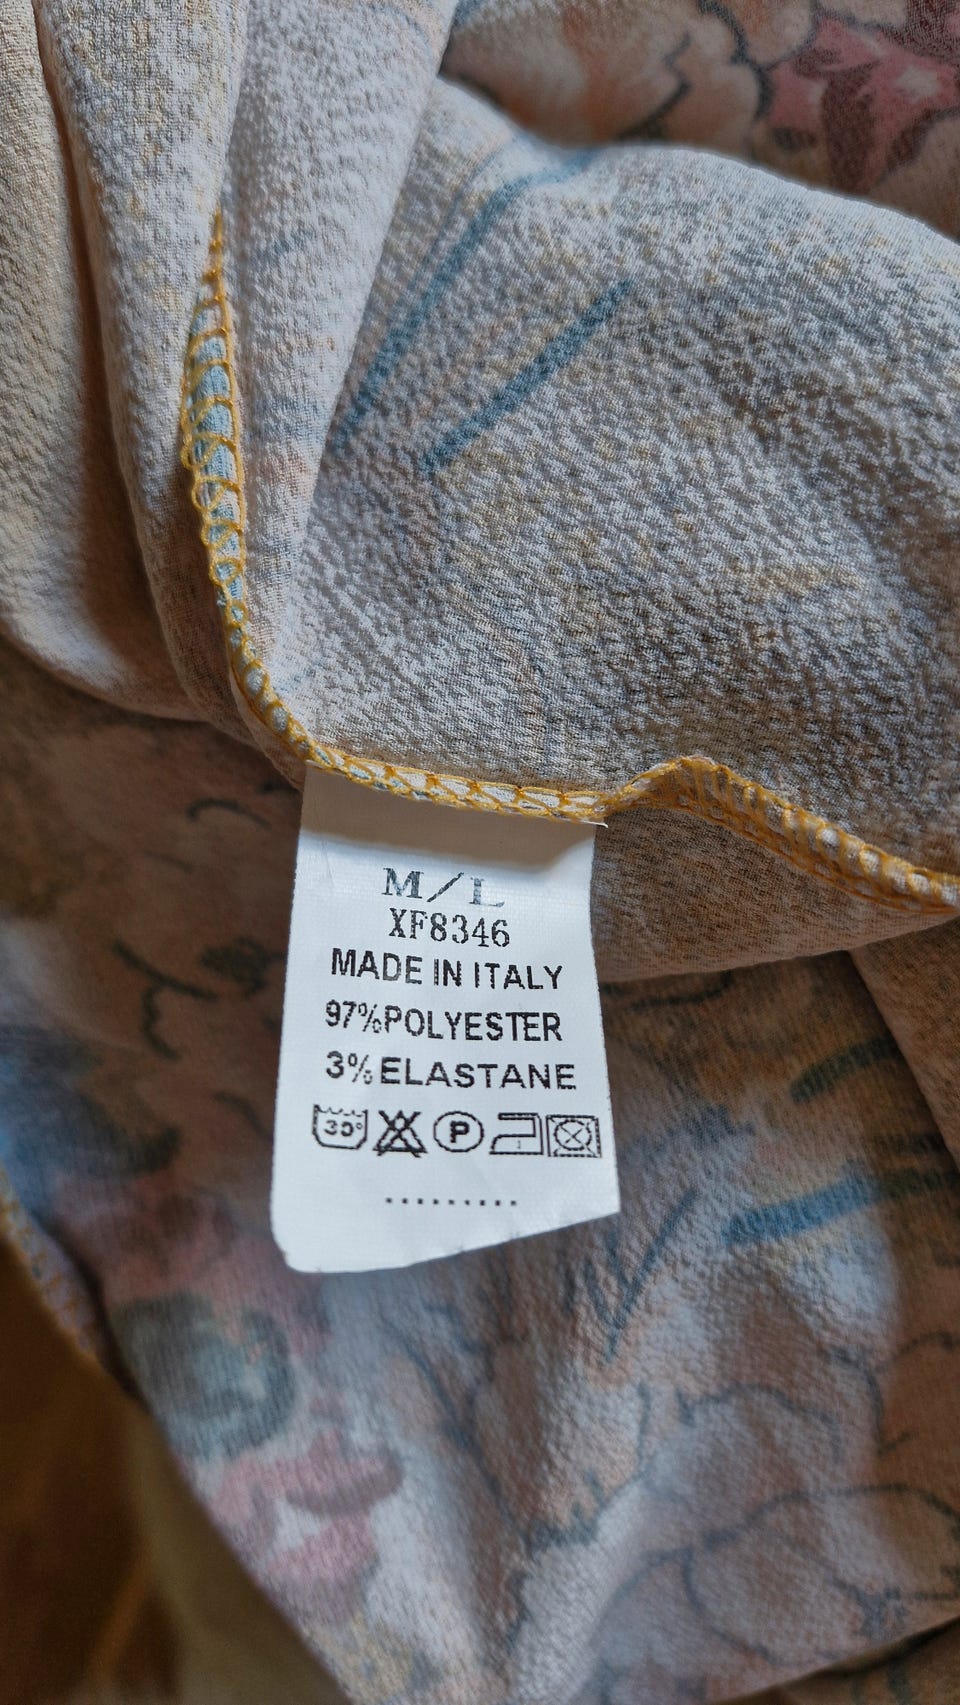 M/L
XF8346
MADE IN ITALY
97%POLYESTER
3%ELASTANE
30° P
.........